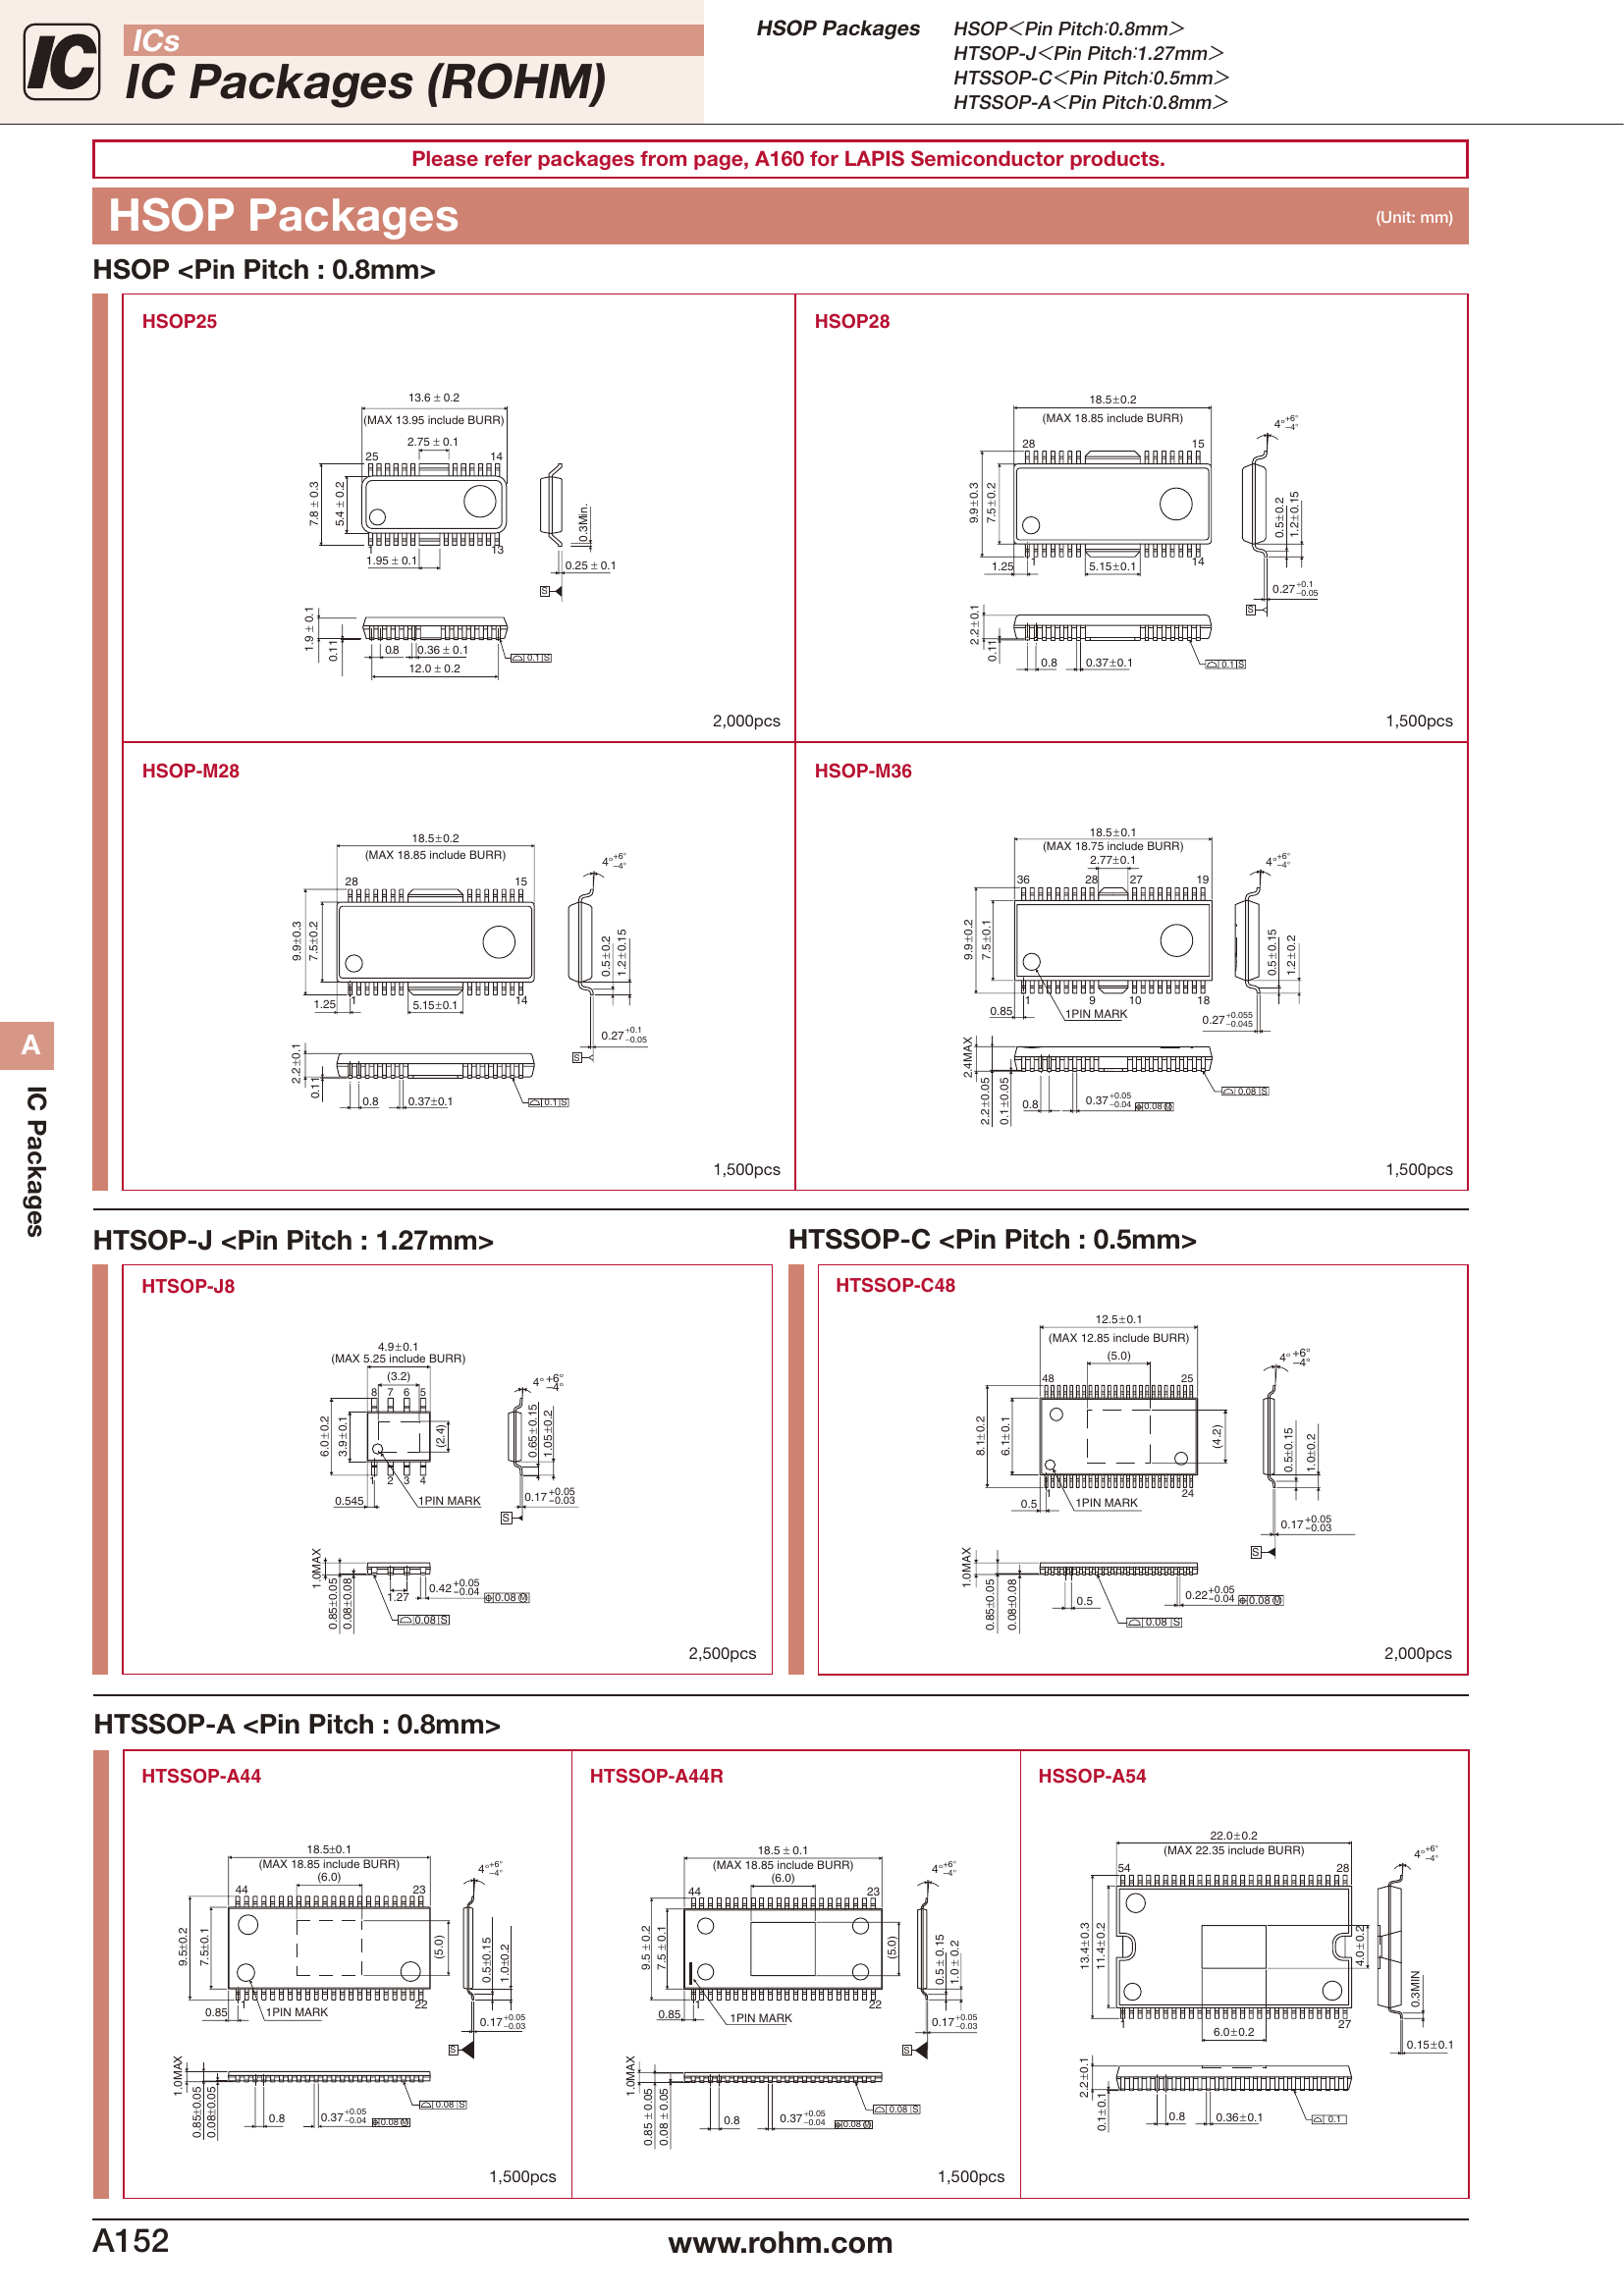 IC
ICs
IC Packages (ROHM)
HSOP Packages
HSOP<Pin Pitch:0.8mm>
HTSOP-J<Pin Pitch:1.27mm>
HTSSOP-C<Pin Pitch:0.5mm>
HTSSOP-A<Pin Pitch:0.8mm>
Please refer packages from page, A160 for LAPIS Semiconductor products.
HSOP Packages
(Unit: mm)
HSOP <Pin Pitch : 0.8mm>
HSOP25
13.6 ± 0.2
(MAX 13.95 include BURR)
2.75 ± 0.1
25
14
7.8 ± 0.3
5.4 ± 0.2
0.3Min.
1
13
1.95 ± 0.1
0.25 ± 0.1
S
1.9 ± 0.1
0.11
0.8
0.36 ± 0.1
0.1 S
12.0 ± 0.2
2,000pcs
HSOP28
18.5±0.2
(MAX 18.85 include BURR)
4° +6° −4°
28
15
9.9±0.3
7.5±0.2
0.5±0.2
1.2±0.15
1.25
1
5.15±0.1
14
0.27 +0.1 −0.05
S
2.2±0.1
0.11
0.8
0.37±0.1
0.1 S
1,500pcs
HSOP-M28
18.5±0.2
(MAX 18.85 include BURR)
4° +6° −4°
28
15
9.9±0.3
7.5±0.2
0.5±0.2
1.2±0.15
1.25
1
5.15±0.1
14
0.27 +0.1 −0.05
S
2.2±0.1
0.11
0.8
0.37±0.1
0.1 S
1,500pcs
HSOP-M36
18.5±0.1
(MAX 18.75 include BURR)
2.77±0.1
4° +6° −4°
36
28
27
19
9.9±0.2
7.5±0.1
0.5±0.15
1.2±0.2
1
9
10
18
0.85
1PIN MARK
0.27 +0.055 −0.045
2.4MAX
2.2±0.05
0.1±0.05
0.8
0.37 +0.05 −0.04
⌖ 0.08 Ⓜ
0.08 S
1,500pcs
A
IC Packages
HTSOP-J <Pin Pitch : 1.27mm>
HTSOP-J8
4.9±0.1
(MAX 5.25 include BURR)
(3.2)
4° +6° −4°
8 7 6 5
6.0±0.2
3.9±0.1
(2.4)
0.65±0.15
1.05±0.2
1 2 3 4
0.545
1PIN MARK
0.17 +0.05 −0.03
S
1.0MAX
0.85±0.05
0.08±0.08
1.27
0.42 +0.05 −0.04
⌖ 0.08 Ⓜ
0.08 S
2,500pcs
HTSSOP-C <Pin Pitch : 0.5mm>
HTSSOP-C48
12.5±0.1
(MAX 12.85 include BURR)
(5.0)
4° +6° −4°
48
25
8.1±0.2
6.1±0.1
(4.2)
0.5±0.15
1.0±0.2
1
24
0.5
1PIN MARK
0.17 +0.05 −0.03
S
1.0MAX
0.85±0.05
0.08±0.08
0.5
0.22 +0.05 −0.04
⌖ 0.08 Ⓜ
0.08 S
2,000pcs
HTSSOP-A <Pin Pitch : 0.8mm>
HTSSOP-A44
18.5±0.1
(MAX 18.85 include BURR)
(6.0)
4° +6° −4°
44
23
9.5±0.2
7.5±0.1
(5.0)
0.5±0.15
1.0±0.2
1
22
0.85
1PIN MARK
0.17 +0.05 −0.03
S
1.0MAX
0.85±0.05
0.08±0.05
0.8
0.37 +0.05 −0.04
⌖ 0.08 Ⓜ
0.08 S
1,500pcs
HTSSOP-A44R
18.5 ± 0.1
(MAX 18.85 include BURR)
(6.0)
4° +6° −4°
44
23
9.5 ± 0.2
7.5 ± 0.1
(5.0)
0.5 ± 0.15
1.0 ± 0.2
1
22
0.85
1PIN MARK
0.17 +0.05 −0.03
S
1.0MAX
0.85 ± 0.05
0.08 ± 0.05
0.8
0.37 +0.05 −0.04
⌖ 0.08 Ⓜ
0.08 S
1,500pcs
HSSOP-A54
22.0±0.2
(MAX 22.35 include BURR)
4° +6° −4°
54
28
13.4±0.3
11.4±0.2
4.0±0.2
0.3MIN
1
27
6.0±0.2
0.15±0.1
2.2±0.1
0.1±0.1
0.8
0.36±0.1
0.1
A152
www.rohm.com